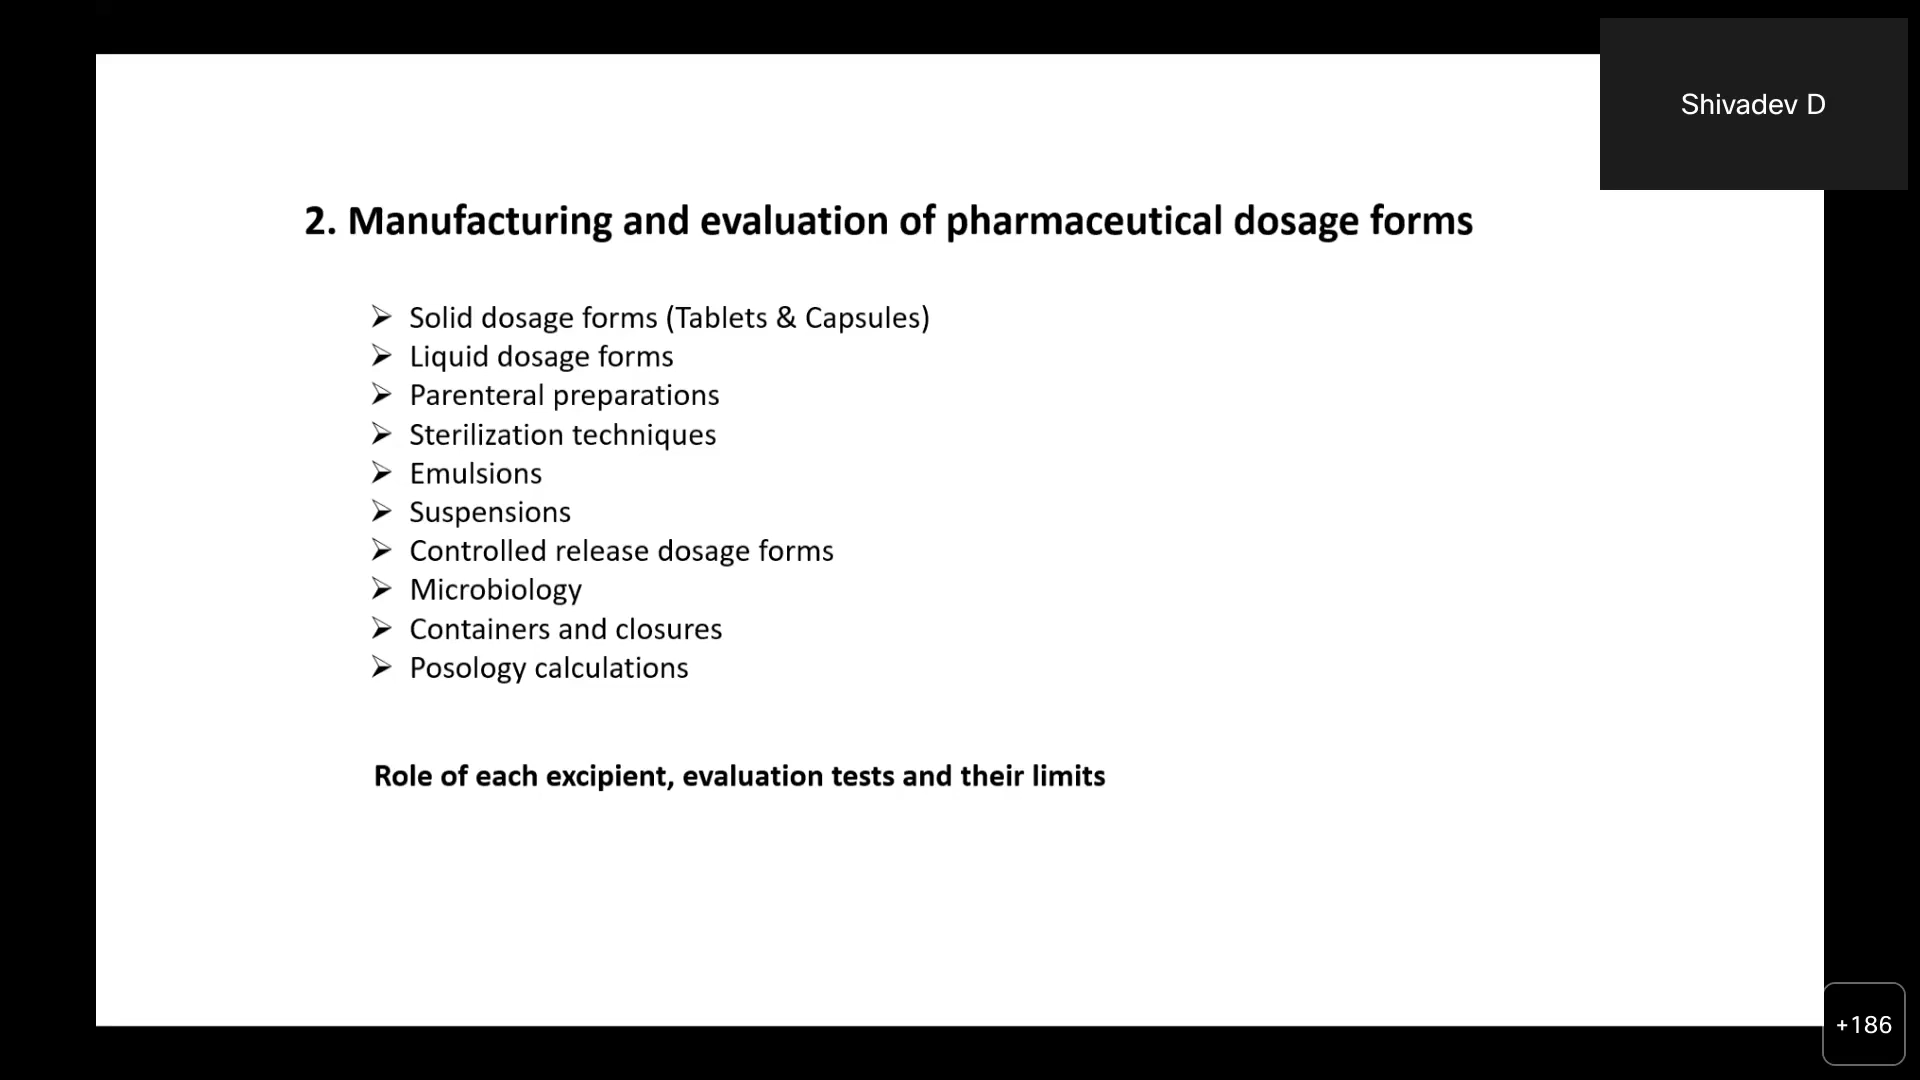 Shivadev D
2. Manufacturing and evaluation of pharmaceutical dosage forms
➢ Solid dosage forms (Tablets & Capsules)
➢ Liquid dosage forms
➢ Parenteral preparations
➢ Sterilization techniques
➢ Emulsions
➢ Suspensions
➢ Controlled release dosage forms
➢ Microbiology
➢ Containers and closures
➢ Posology calculations
Role of each excipient, evaluation tests and their limits
+186